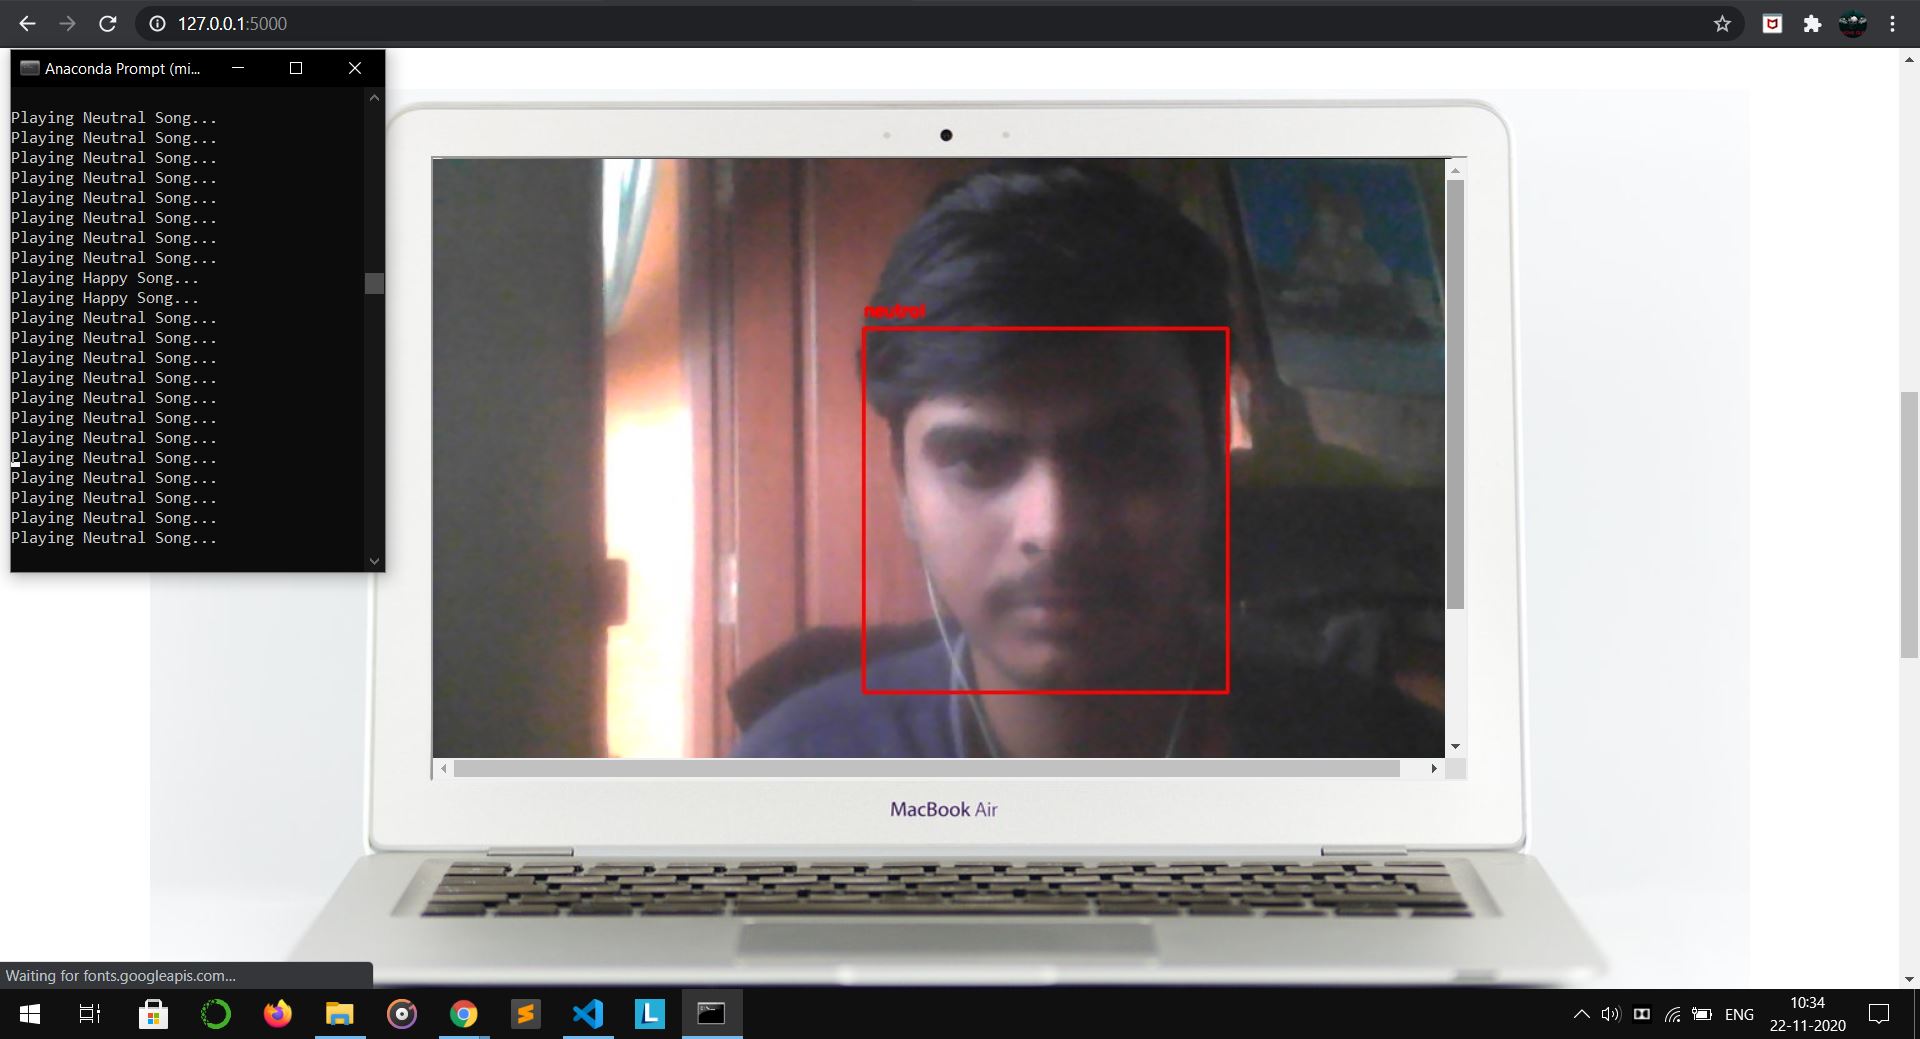 127.0.0.1:5000
Anaconda Prompt (mi...
Playing Neutral Song...
Playing Neutral Song...
Playing Neutral Song...
Playing Neutral Song...
Playing Neutral Song...
Playing Neutral Song...
Playing Neutral Song...
Playing Neutral Song...
Playing Happy Song...
Playing Happy Song...
Playing Neutral Song...
Playing Neutral Song...
Playing Neutral Song...
Playing Neutral Song...
Playing Neutral Song...
Playing Neutral Song...
Playing Neutral Song...
Playing Neutral Song...
Playing Neutral Song...
Playing Neutral Song...
Playing Neutral Song...
Playing Neutral Song...
neutral
MacBook Air
Waiting for fonts.googleapis.com...
ENG
10:34
22-11-2020